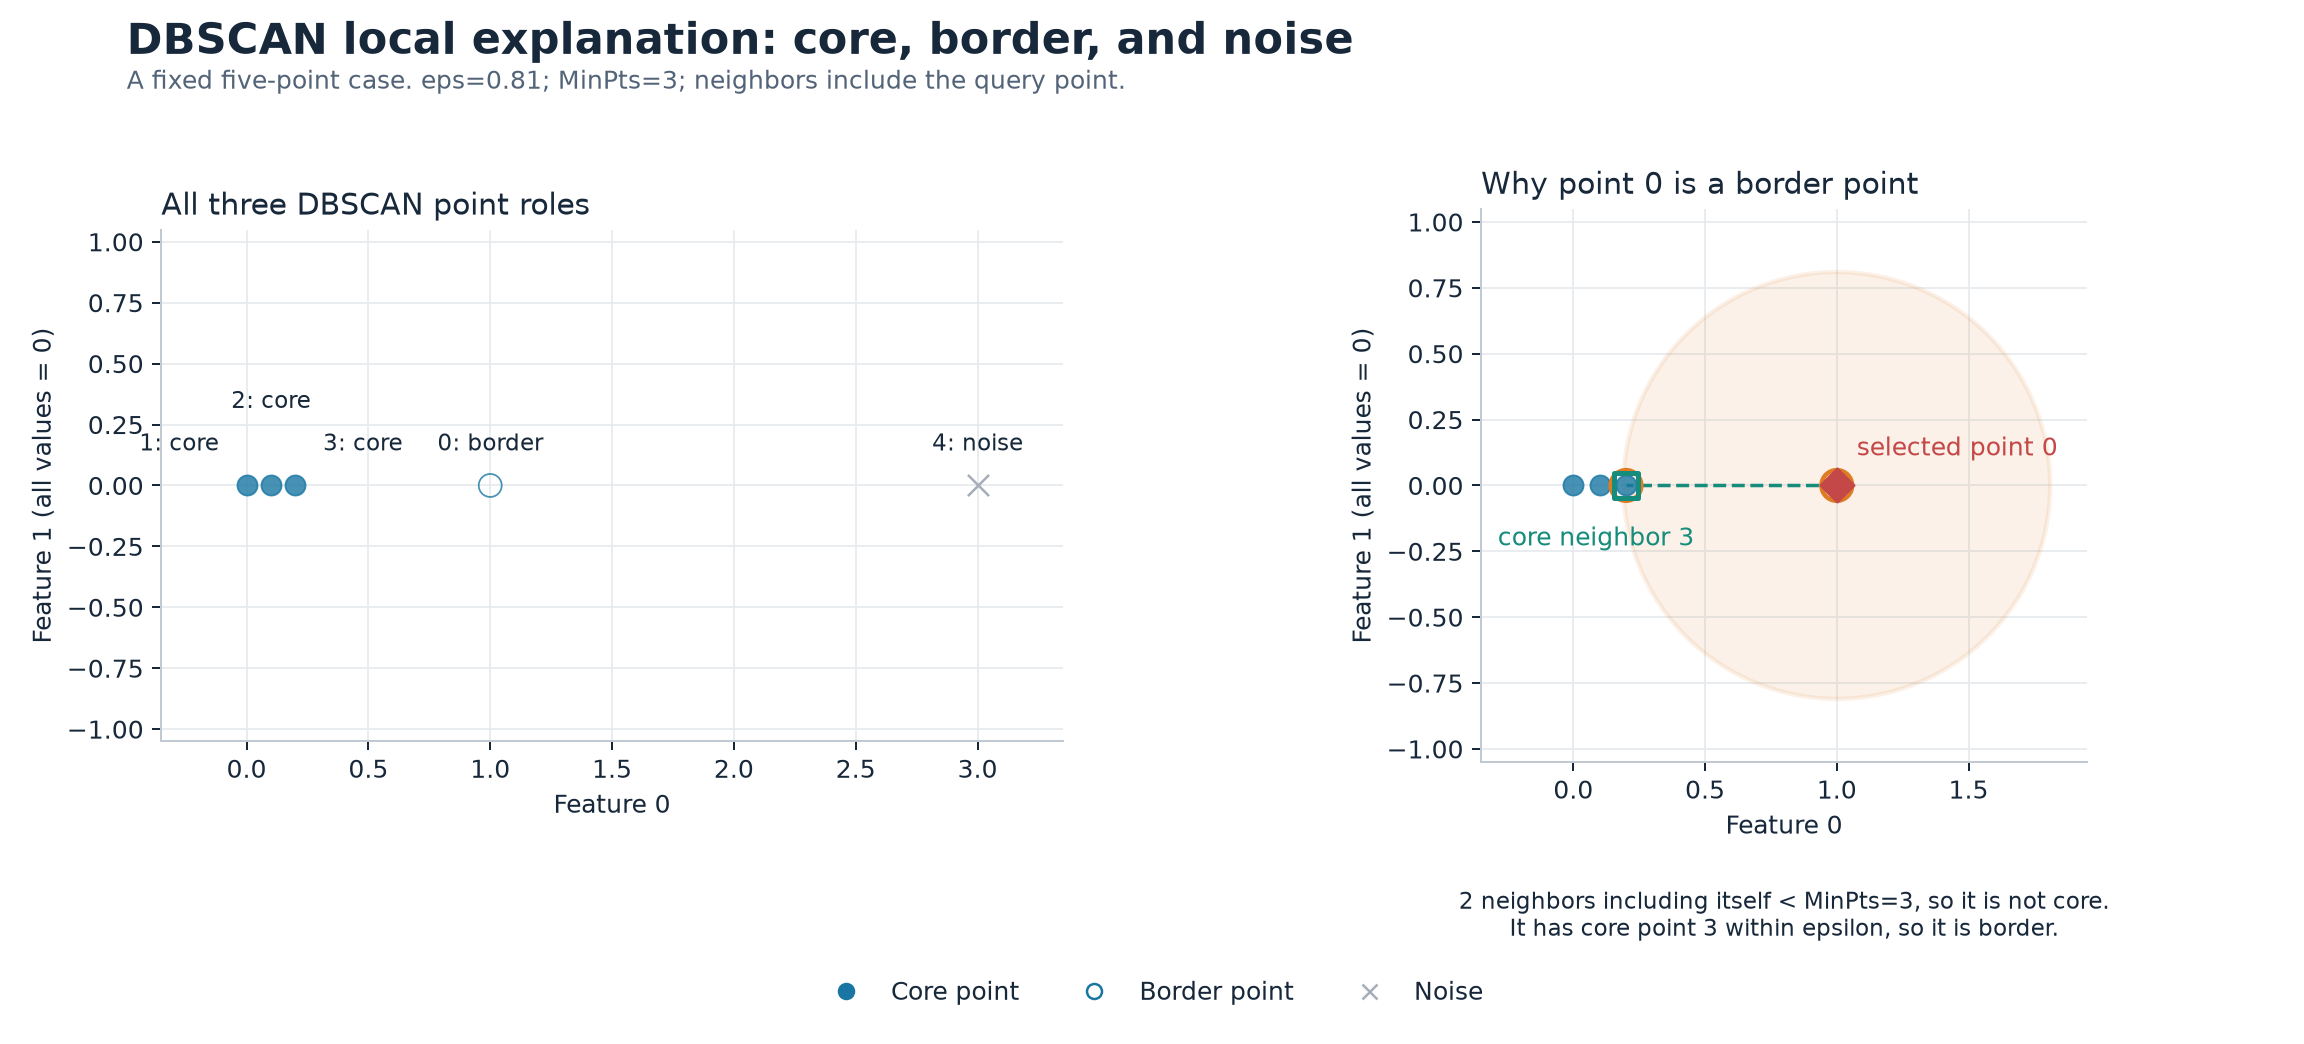 DBSCAN local explanation: core, border, and noise
A fixed five-point case. eps=0.81; MinPts=3; neighbors include the query point.
All three DBSCAN point roles
1.00
0.75
0.50
0.25
0.00
−0.25
−0.50
−0.75
−1.00
Feature 1 (all values = 0)
2: core
1: core
3: core
0: border
4: noise
0.0
0.5
1.0
1.5
2.0
2.5
3.0
Feature 0
Why point 0 is a border point
1.00
0.75
0.50
0.25
0.00
−0.25
−0.50
−0.75
−1.00
Feature 1 (all values = 0)
selected point 0
core neighbor 3
0.0
0.5
1.0
1.5
Feature 0
2 neighbors including itself < MinPts=3, so it is not core.
It has core point 3 within epsilon, so it is border.
Core point
Border point
Noise